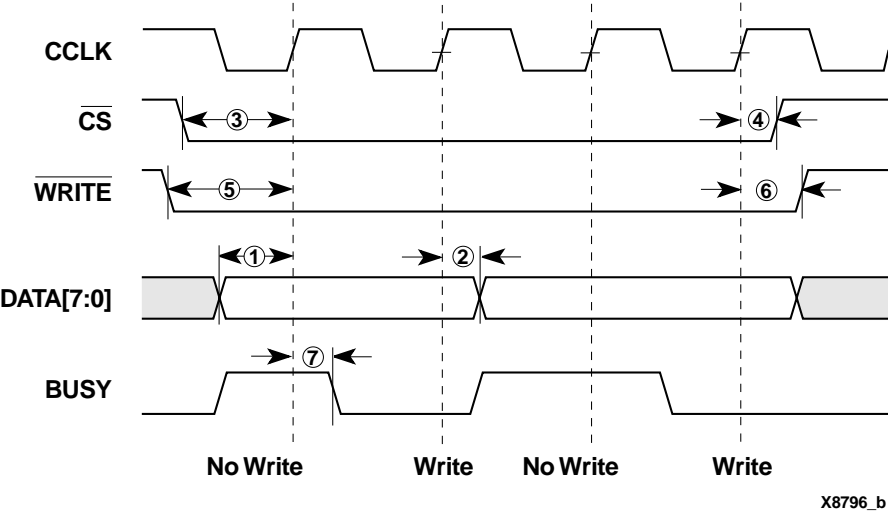 CCLK
CS
③
④
WRITE
⑤
⑥
①
②
DATA[7:0]
⑦
BUSY
No Write
Write
No Write
Write
X8796_b